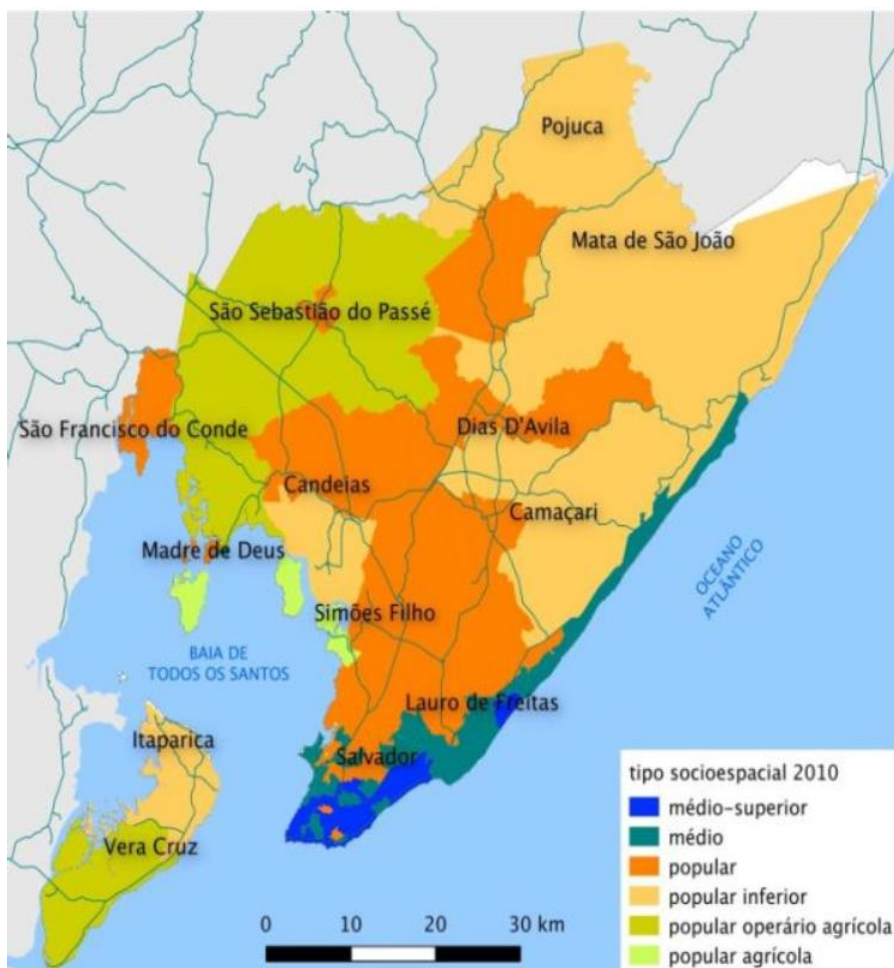 Pojuca
Mata de São João
São Sebastião do Passé
São Francisco do Conde
Dias D'Avila
Candeias
Camaçari
Madre de Deus
OCEANO
ATLÂNTICO
Simões Filho
BAIA DE
TODOS OS SANTOS
Lauro de Freitas
Itaparica
Salvador
Vera Cruz
tipo socioespacial 2010
médio-superior
médio
popular
popular inferior
popular operário agrícola
popular agrícola
0 10 20 30 km